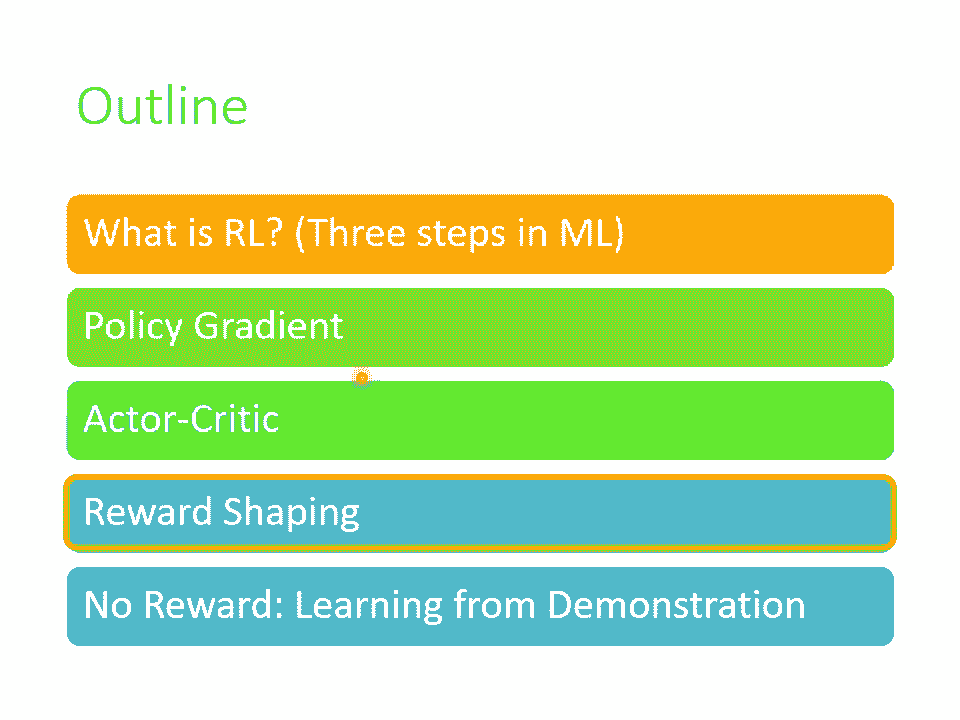 Outline
What is RL? (Three steps in ML)
Policy Gradient
Actor-Critic
Reward Shaping
No Reward: Learning from Demonstration